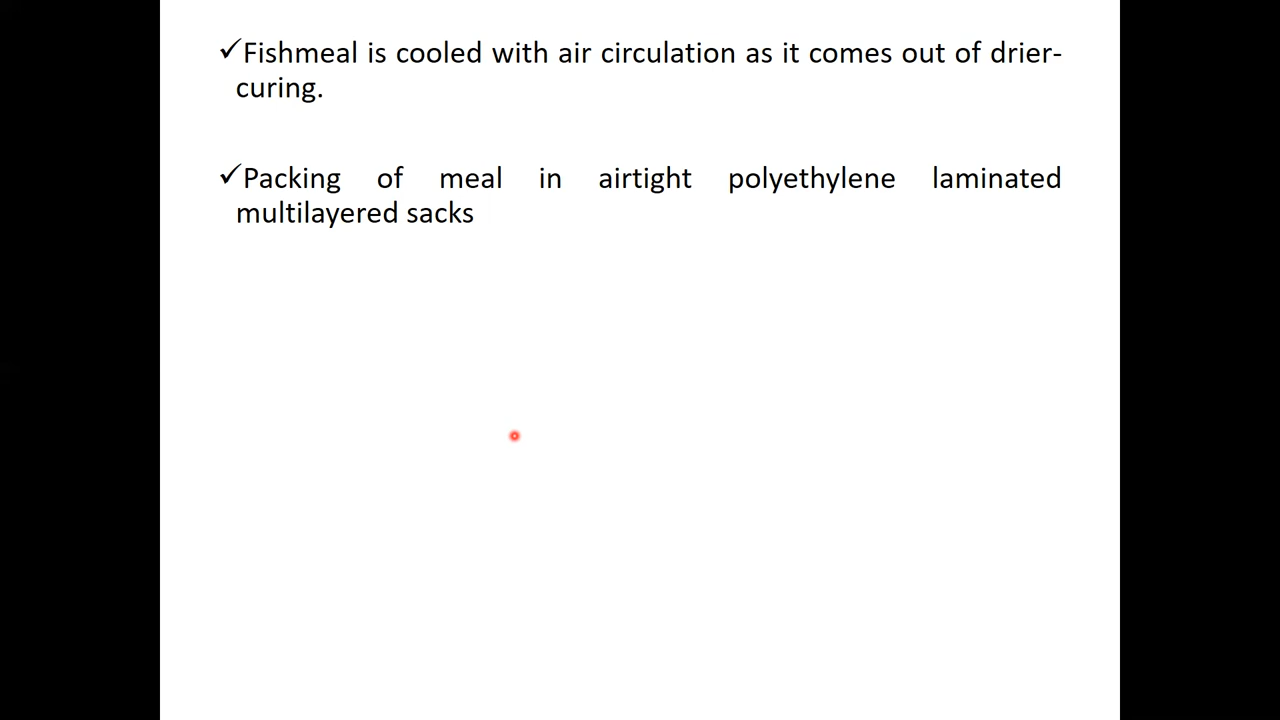 ✓Fishmeal is cooled with air circulation as it comes out of drier-
curing.
✓Packing of meal in airtight polyethylene laminated
multilayered sacks